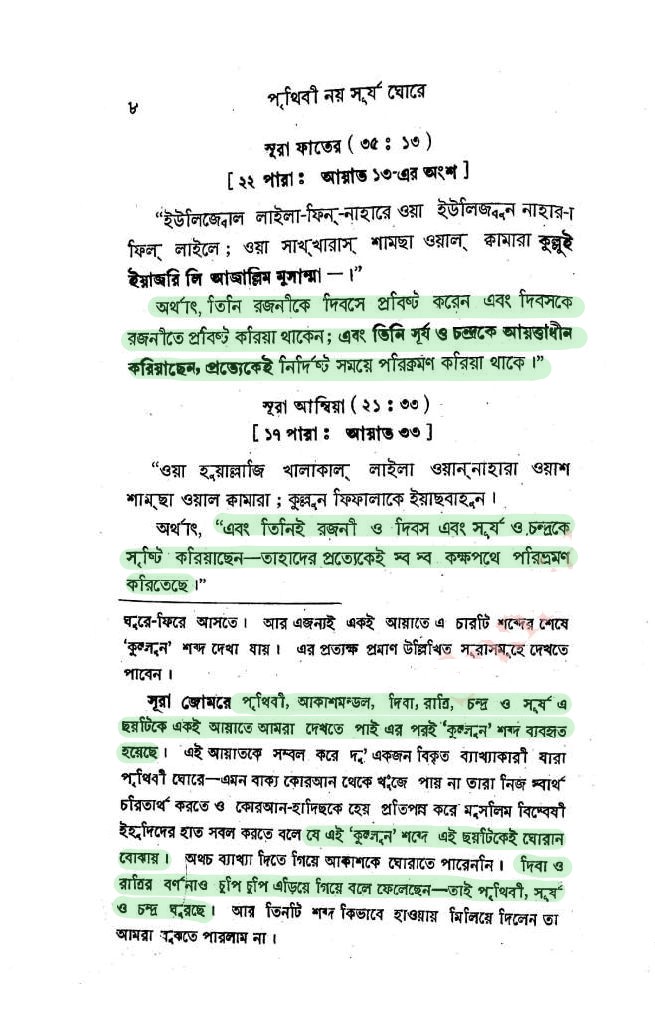 ৮
পৃথিবী নয় সূর্য ঘোরে
সূরা ফাতের ( ৩৫ : ১৩ )
[ ২২ পারা : আয়াত ১৩-এর অংশ ]
“ইউলিজেুাল লাইলা-ফিন্-নাহারে ওয়া ইউলিজুুন নাহার-া
ফিল্ লাইলে ; ওয়া সাখ্খারাস্ শামছা ওয়াল্ কামারা কুল্লুই
ইয়াজরি লি আজাল্লিম মুসাম্মা — ।”
অর্থাৎ, তিনি রজনীকে দিবসে প্রবিষ্ট করেন এবং দিবসকে
রজনীতে প্রবিষ্ট করিয়া থাকেন ; এবং তিনি সূর্য ও চন্দ্রকে আয়ত্তাধীন
করিয়াছেন, প্রত্যেকেই নির্দিষ্ট সময়ে পরিক্রমণ করিয়া থাকে ।”
সূরা আম্বিয়া ( ২১ : ৩৩ )
[ ১৭ পারা : আয়াত ৩৩ ]
“ওয়া হুয়াল্লাজি খালাকাল্ লাইলা ওয়ান্নাহারা ওয়াশ
শাম্ছা ওয়াল কামারা ; কুল্লুন ফিফালাকে ইয়াছবাহুন ।
অর্থাৎ, “এবং তিনিই রজনী ও দিবস এবং সূর্য ও চন্দ্রকে
সৃষ্টি করিয়াছেন—তাহাদের প্রত্যেকেই স্ব স্ব কক্ষপথে পরিভ্রমণ
করিতেছে ।”
ঘুরে-ফিরে আসতে । আর এজন্যই একই আয়াতে এ চারটি শব্দের শেষে
‘কুল্লুন’ শব্দ দেখা যায় । এর প্রত্যক্ষ প্রমাণ উল্লিখিত সূরাসমূহে দেখতে
পাবেন ।
সূরা জোমরে পৃথিবী, আকাশমন্ডল, দিবা, রাত্রি, চন্দ্র ও সূর্য এ
ছয়টিকে একই আয়াতে আমরা দেখতে পাই এর পরই ‘কুল্লুন’ শব্দ ব্যবহৃত
হয়েছে । এই আয়াতকে সম্বল করে দু’ একজন বিকৃত ব্যাখ্যাকারী যারা
পৃথিবী ঘোরে—এমন বাক্য কোরআন থেকে খুঁজে পায় না তারা নিজ স্বার্থ
চরিতার্থ করতে ও কোরআন-হাদিছকে হেয় প্রতিপন্ন করে মুসলিম বিদ্বেষী
ইহুদিদের হাত সবল করতে বলে যে এই ‘কুল্লুন’ শব্দে এই ছয়টিকেই ঘোরান
বোঝায় । অথচ ব্যাখ্যা দিতে গিয়ে আকাশকে ঘোরাতে পারেননি । দিবা ও
রাত্রির বর্ণনাও চুপি চুপি এড়িয়ে গিয়ে বলে ফেলেছেন—তাই পৃথিবী, সূর্য
ও চন্দ্র ঘুরছে । আর তিনটি শব্দ কিভাবে হাওয়ায় মিলিয়ে দিলেন তা
আমরা বুঝতে পারলাম না ।